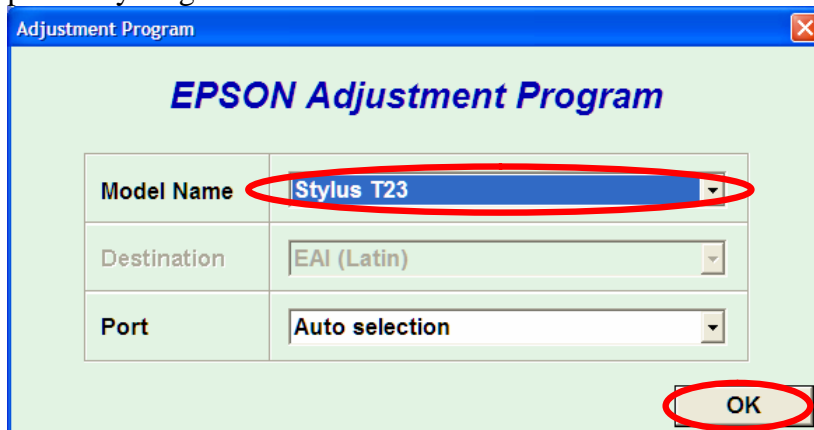 Adjustment Program
EPSON Adjustment Program
Model Name Stylus T23
Destination EAI (Latin)
Port Auto selection
OK